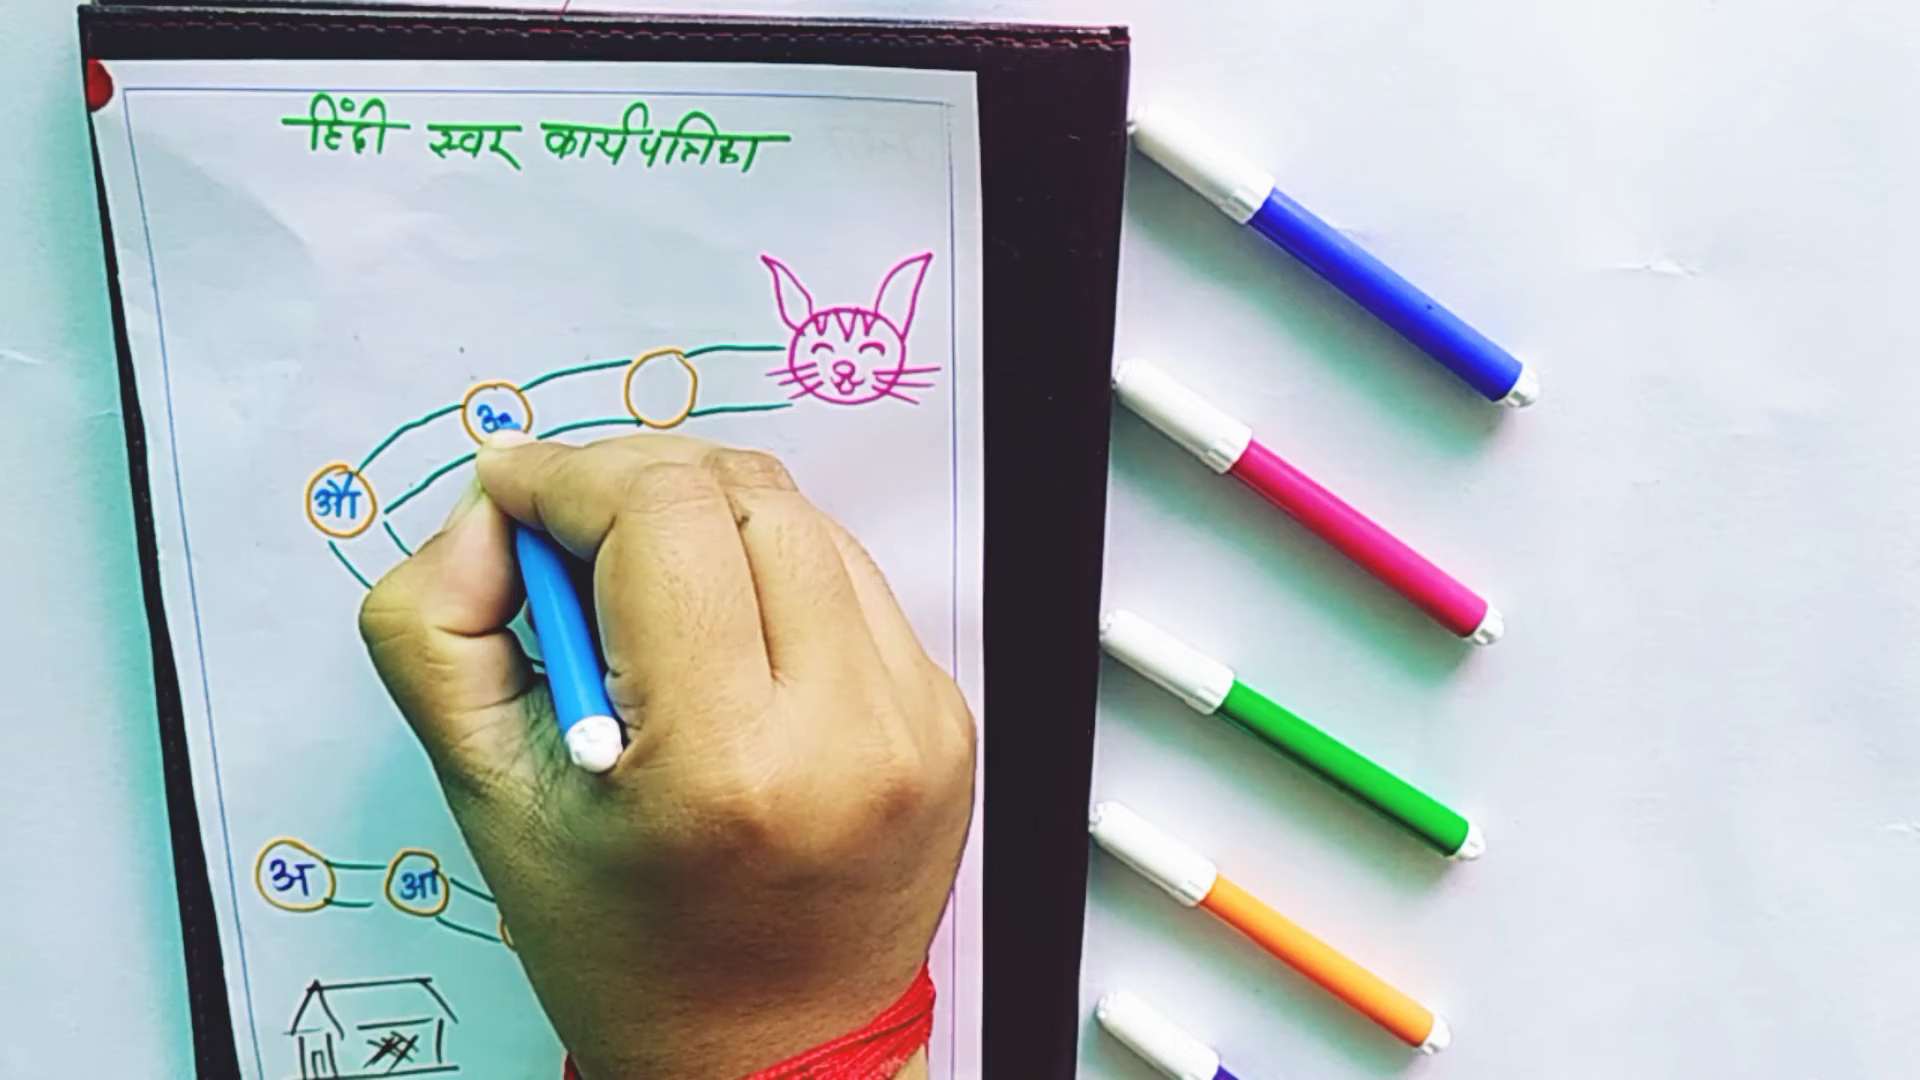 हिंदी स्वर कार्यपत्रिका
औ
अ आ